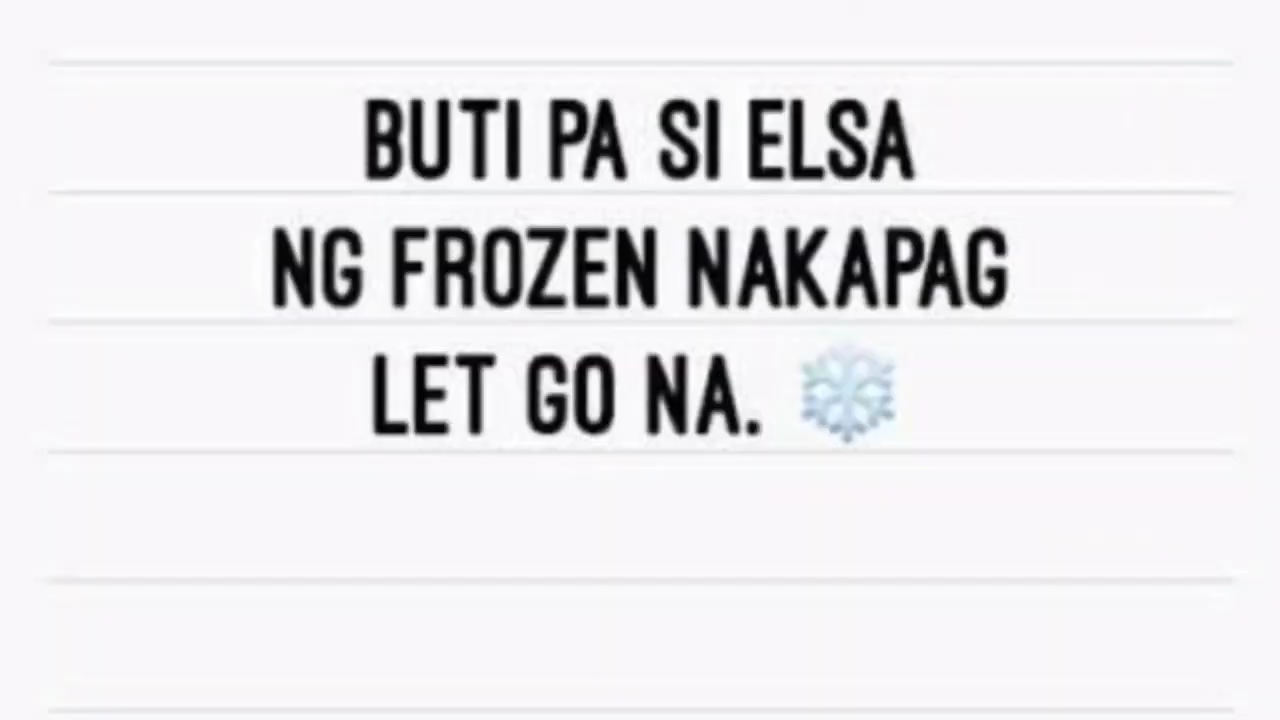 BUTI PA SI ELSA
NG FROZEN NAKAPAG
LET GO NA. ❄️